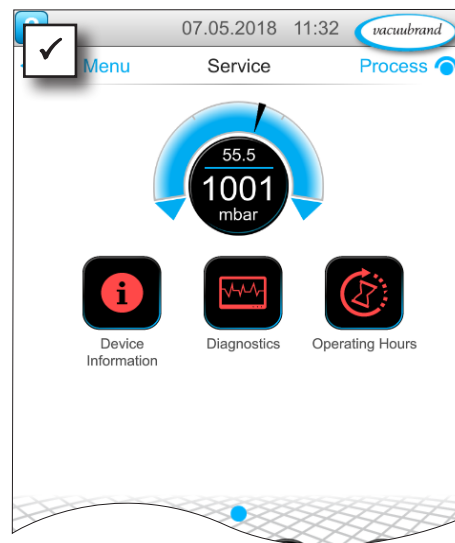 07.05.2018 11:32 vacuubrand
Menu Service Process
55.5
1001
mbar
Device
Information
Diagnostics
Operating Hours